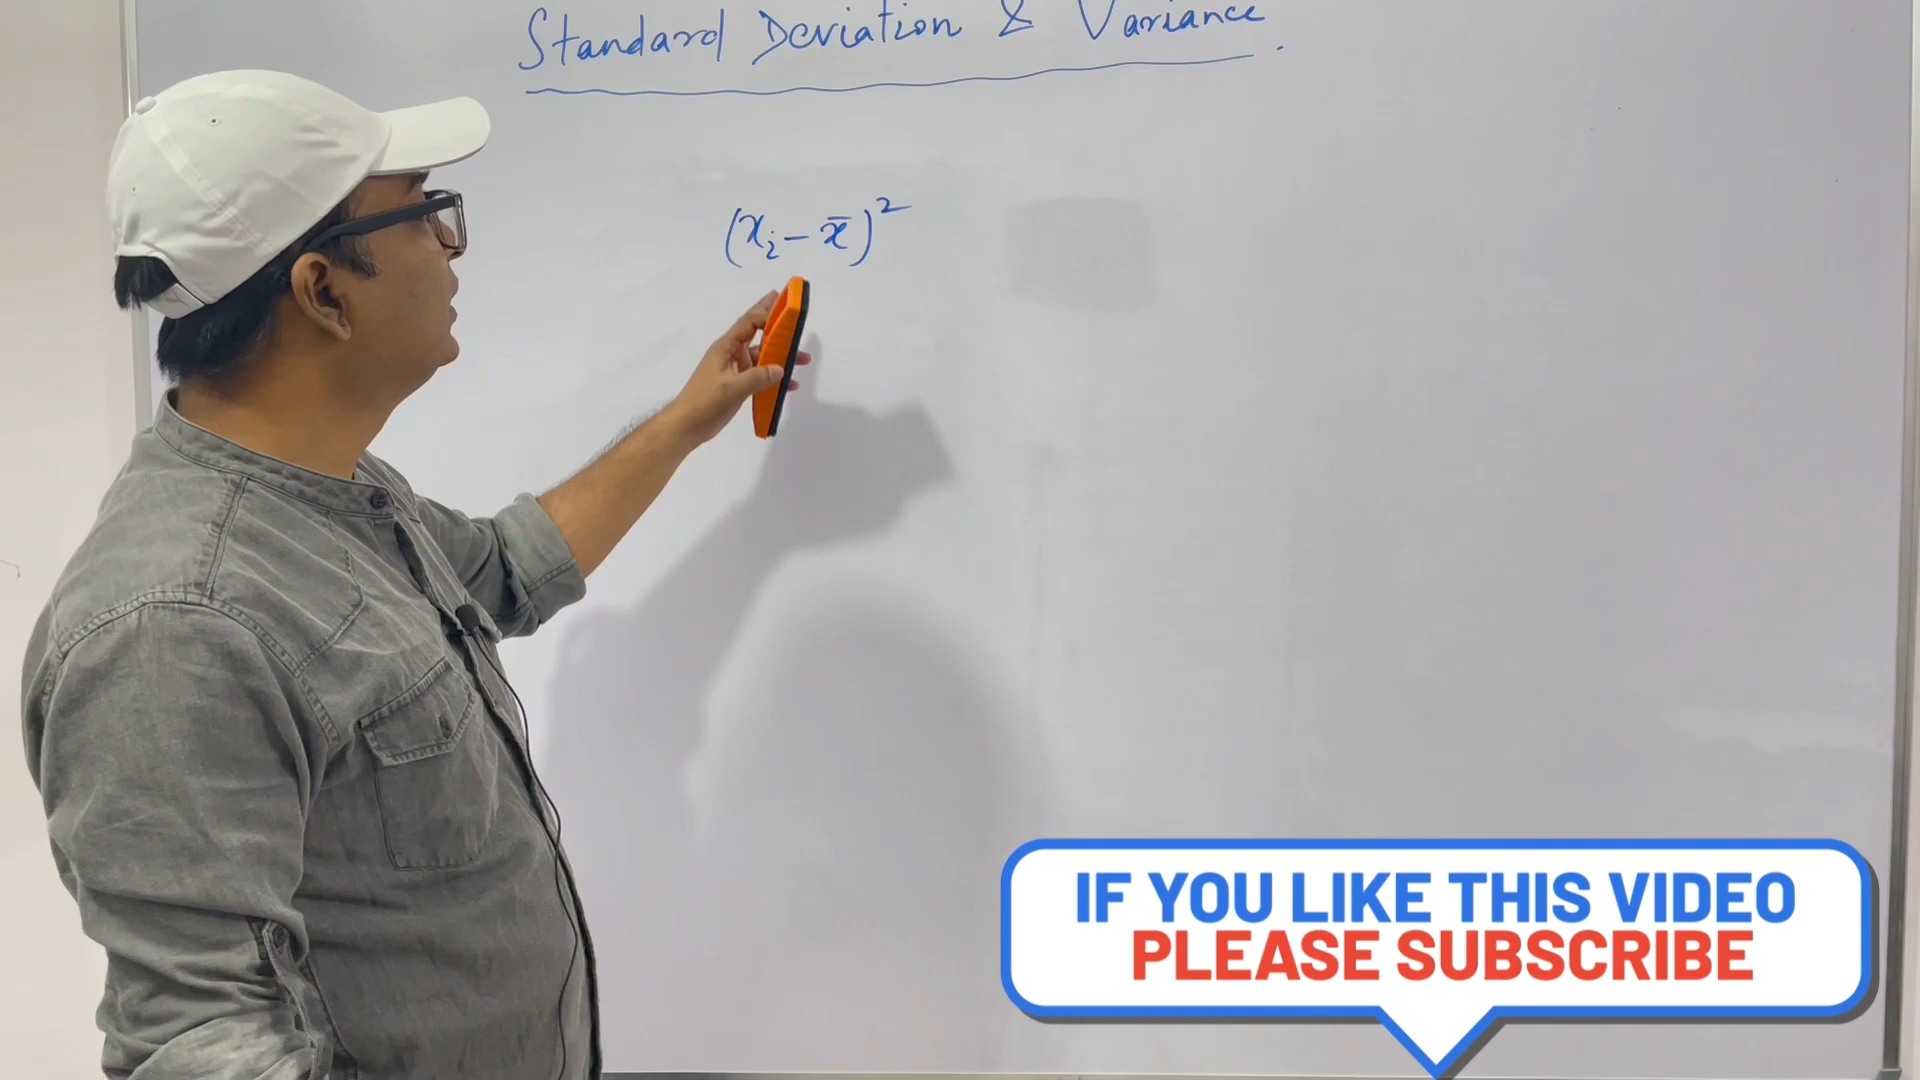 Standard Deviation & Variance.
(xᵢ - x̄)²
IF YOU LIKE THIS VIDEO
PLEASE SUBSCRIBE